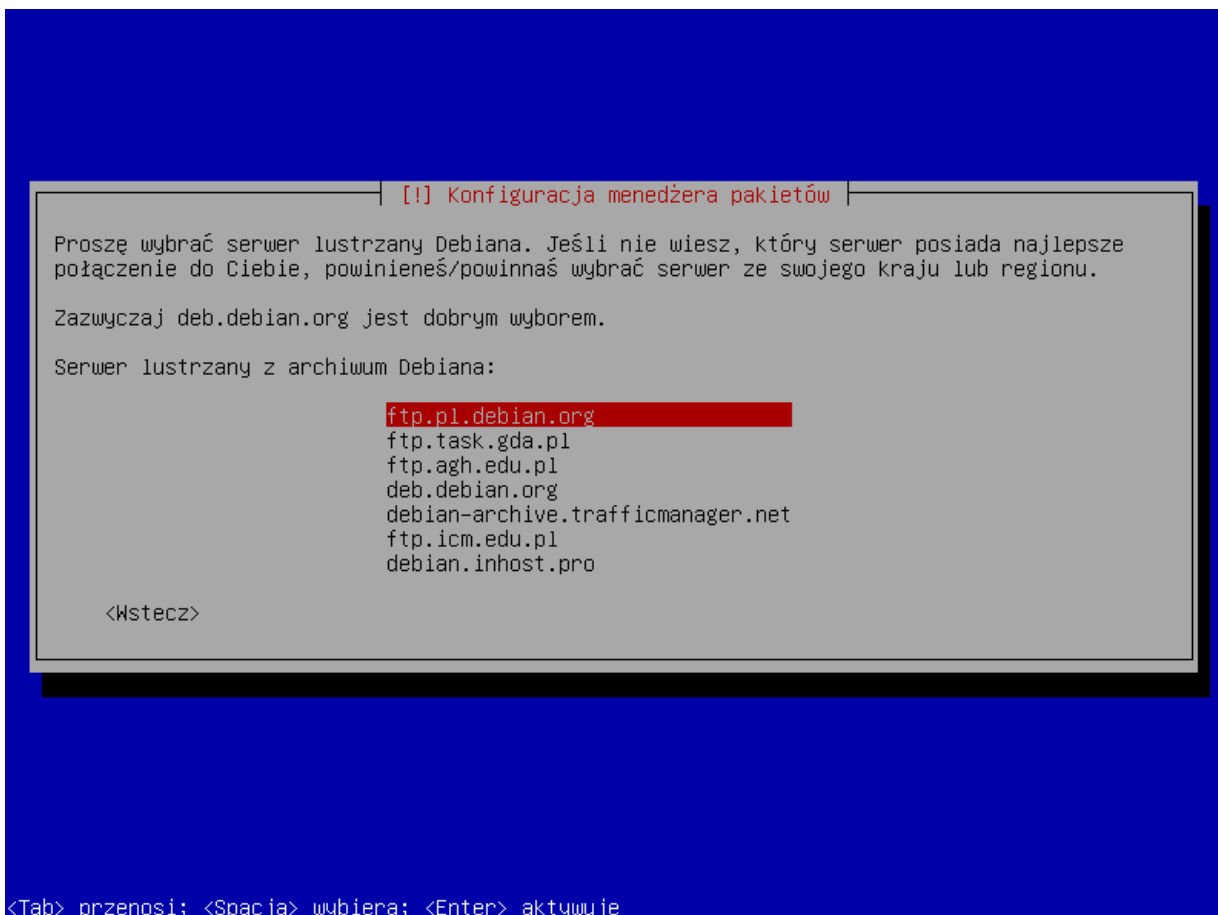 [!] Konfiguracja menedżera pakietów
Proszę wybrać serwer lustrzany Debiana. Jeśli nie wiesz, który serwer posiada najlepsze
połączenie do Ciebie, powinieneś/powinnaś wybrać serwer ze swojego kraju lub regionu.
Zazwyczaj deb.debian.org jest dobrym wyborem.
Serwer lustrzany z archiwum Debiana:
ftp.pl.debian.org
ftp.task.gda.pl
ftp.agh.edu.pl
deb.debian.org
debian-archive.trafficmanager.net
ftp.icm.edu.pl
debian.inhost.pro
<Wstecz>
<Tab> przenosi; <Spacja> wybiera; <Enter> aktywuje